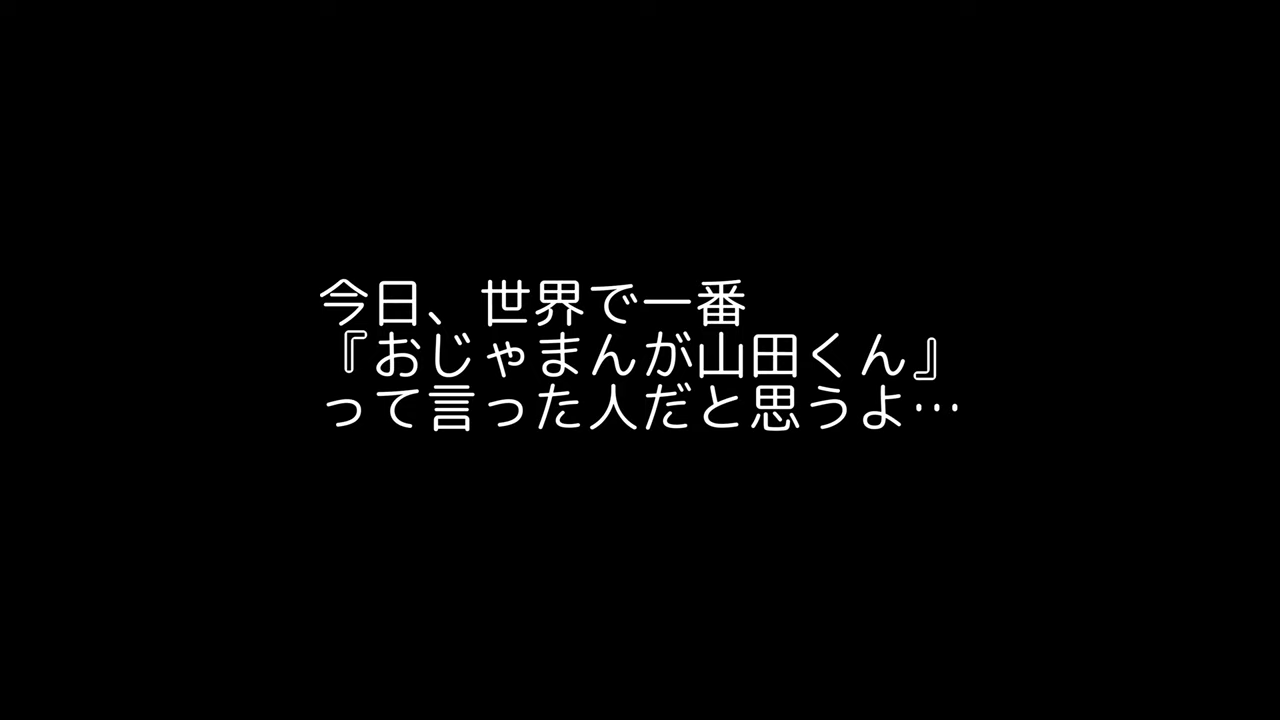 今日、世界で一番
『おじゃまんが山田くん』
って言った人だと思うよ…